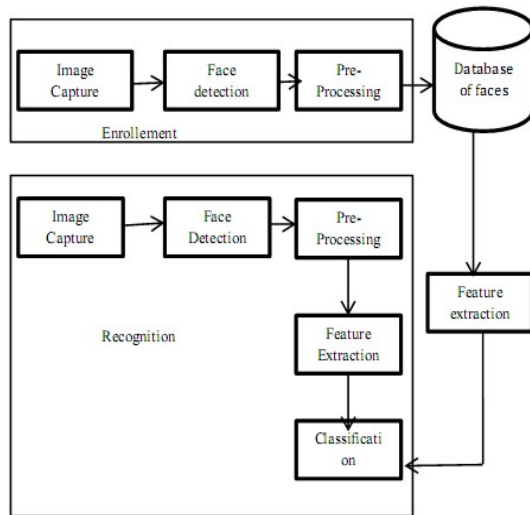 Image
Capture
Face
detection
Pre-
Processing
Enrollement
Database
of faces
Image
Capture
Face
Detection
Pre-
Processing
Recognition
Feature
Extraction
Feature
extraction
Classificati
on